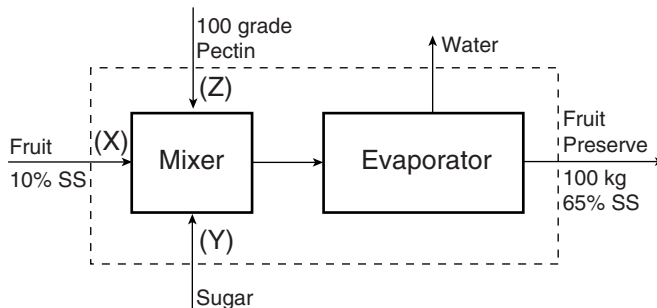 100 grade
Pectin
Water
(Z)
Fruit
(X)
10% SS
Mixer
Evaporator
Fruit
Preserve
100 kg
65% SS
(Y)
Sugar